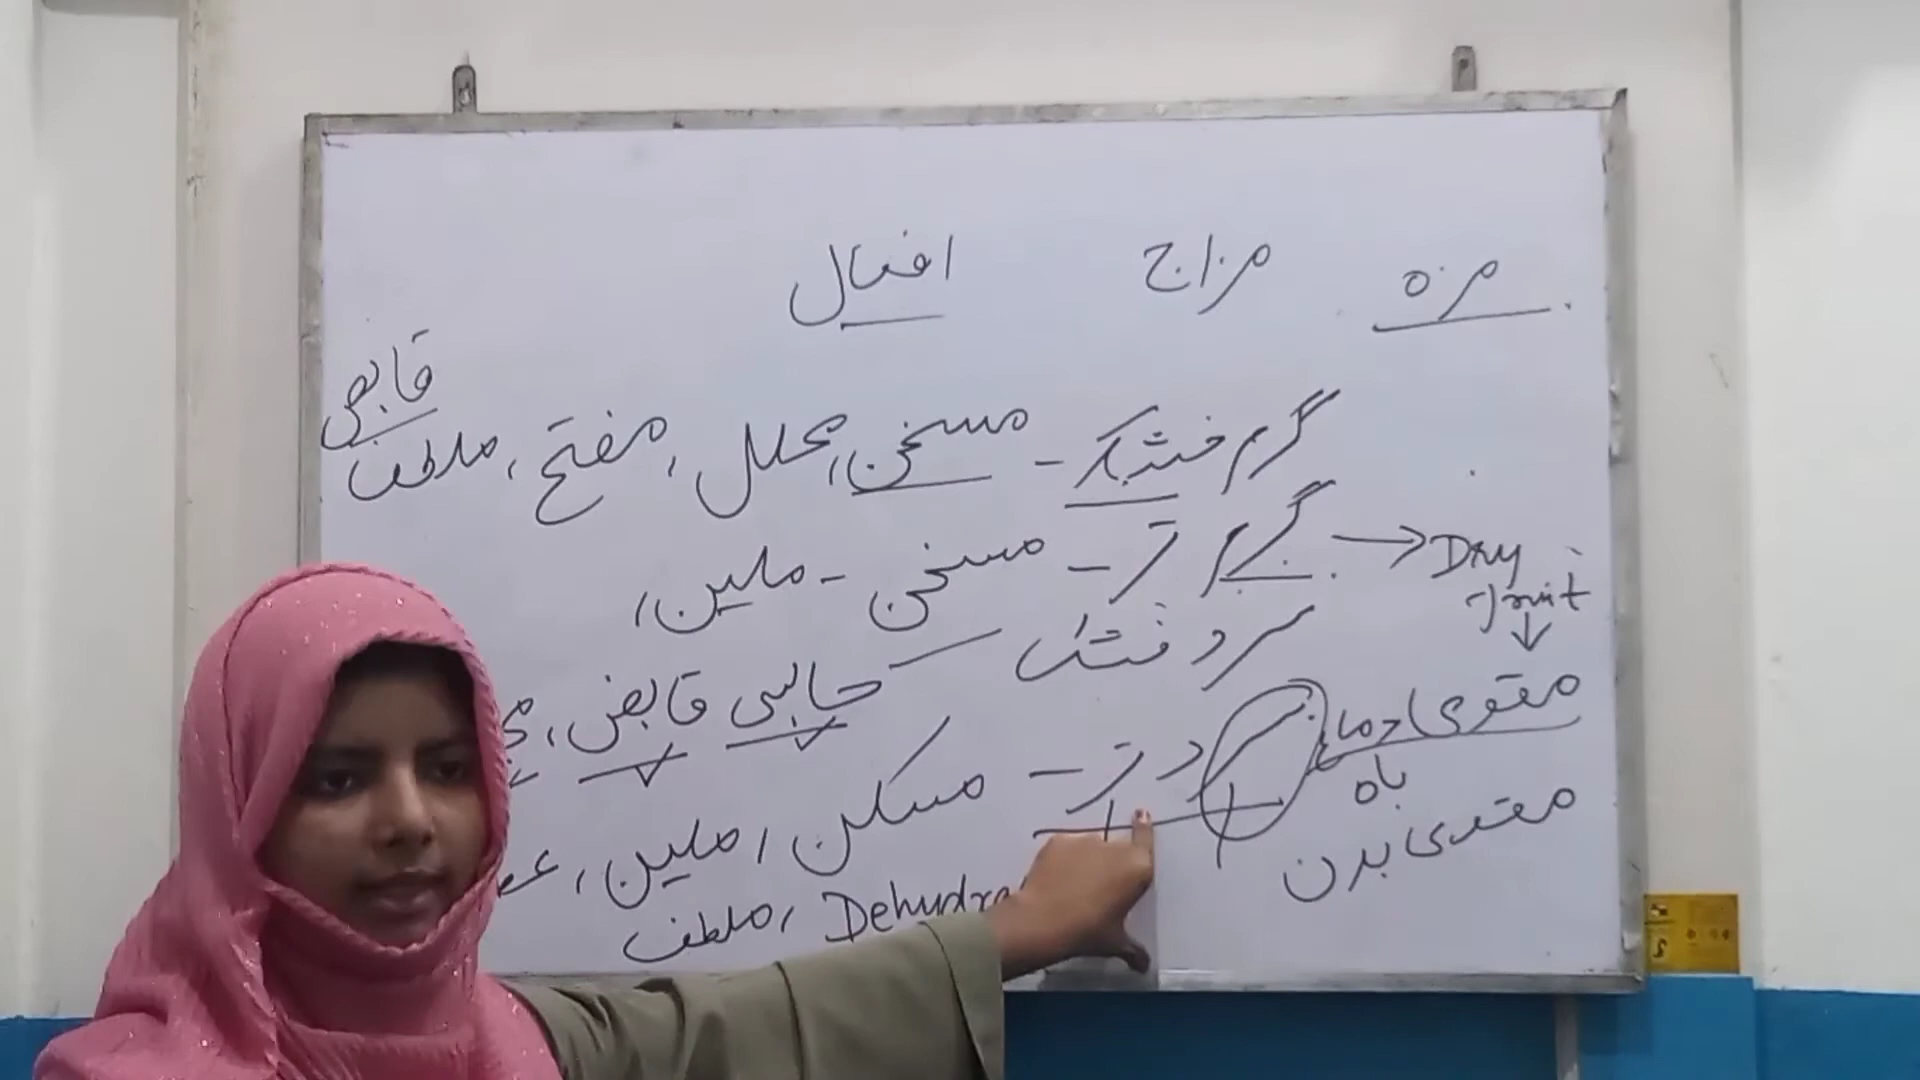 مزہ مزاج افعال
قابض
گرم خشک - مسخن، محلل، مفتح، ملطف
گرم تر - مسخن - ملین،
→ Dry fruit
↓
مقوی دماغ
باہ
مقوی بدن
سرد خشک - حابس قابض،
سرد تر - مسکن، ملین،
ملطف، Dehydra